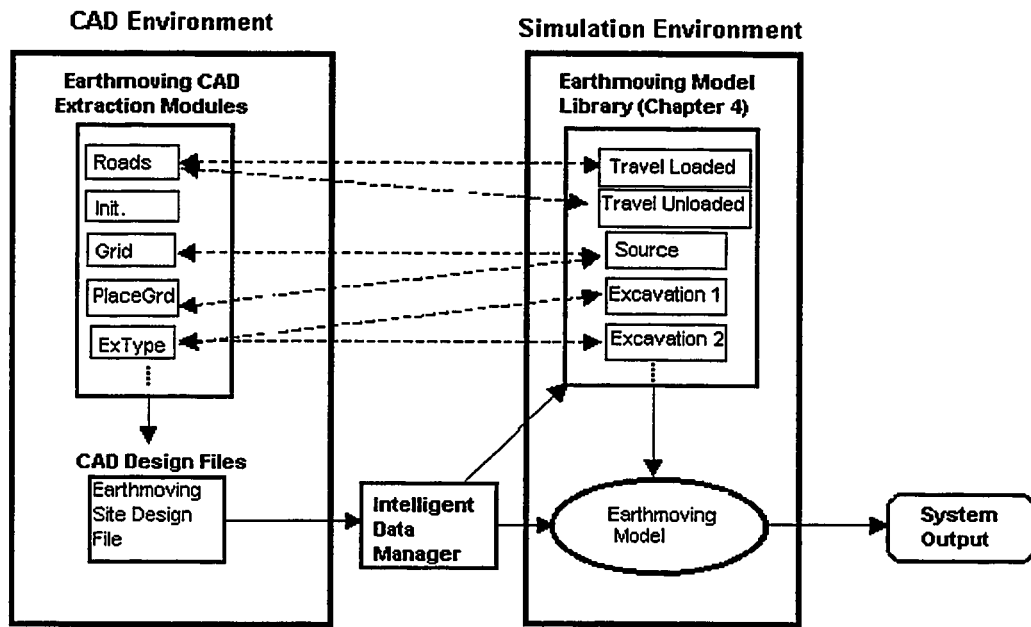 CAD Environment
Simulation Environment
Earthmoving CAD
Extraction Modules
Roads
Init.
Grid
PlaceGrd
ExType
CAD Design Files
Earthmoving
Site Design
File
Intelligent
Data
Manager
Earthmoving Model
Library (Chapter 4)
Travel Loaded
Travel Unloaded
Source
Excavation 1
Excavation 2
Earthmoving
Model
System
Output